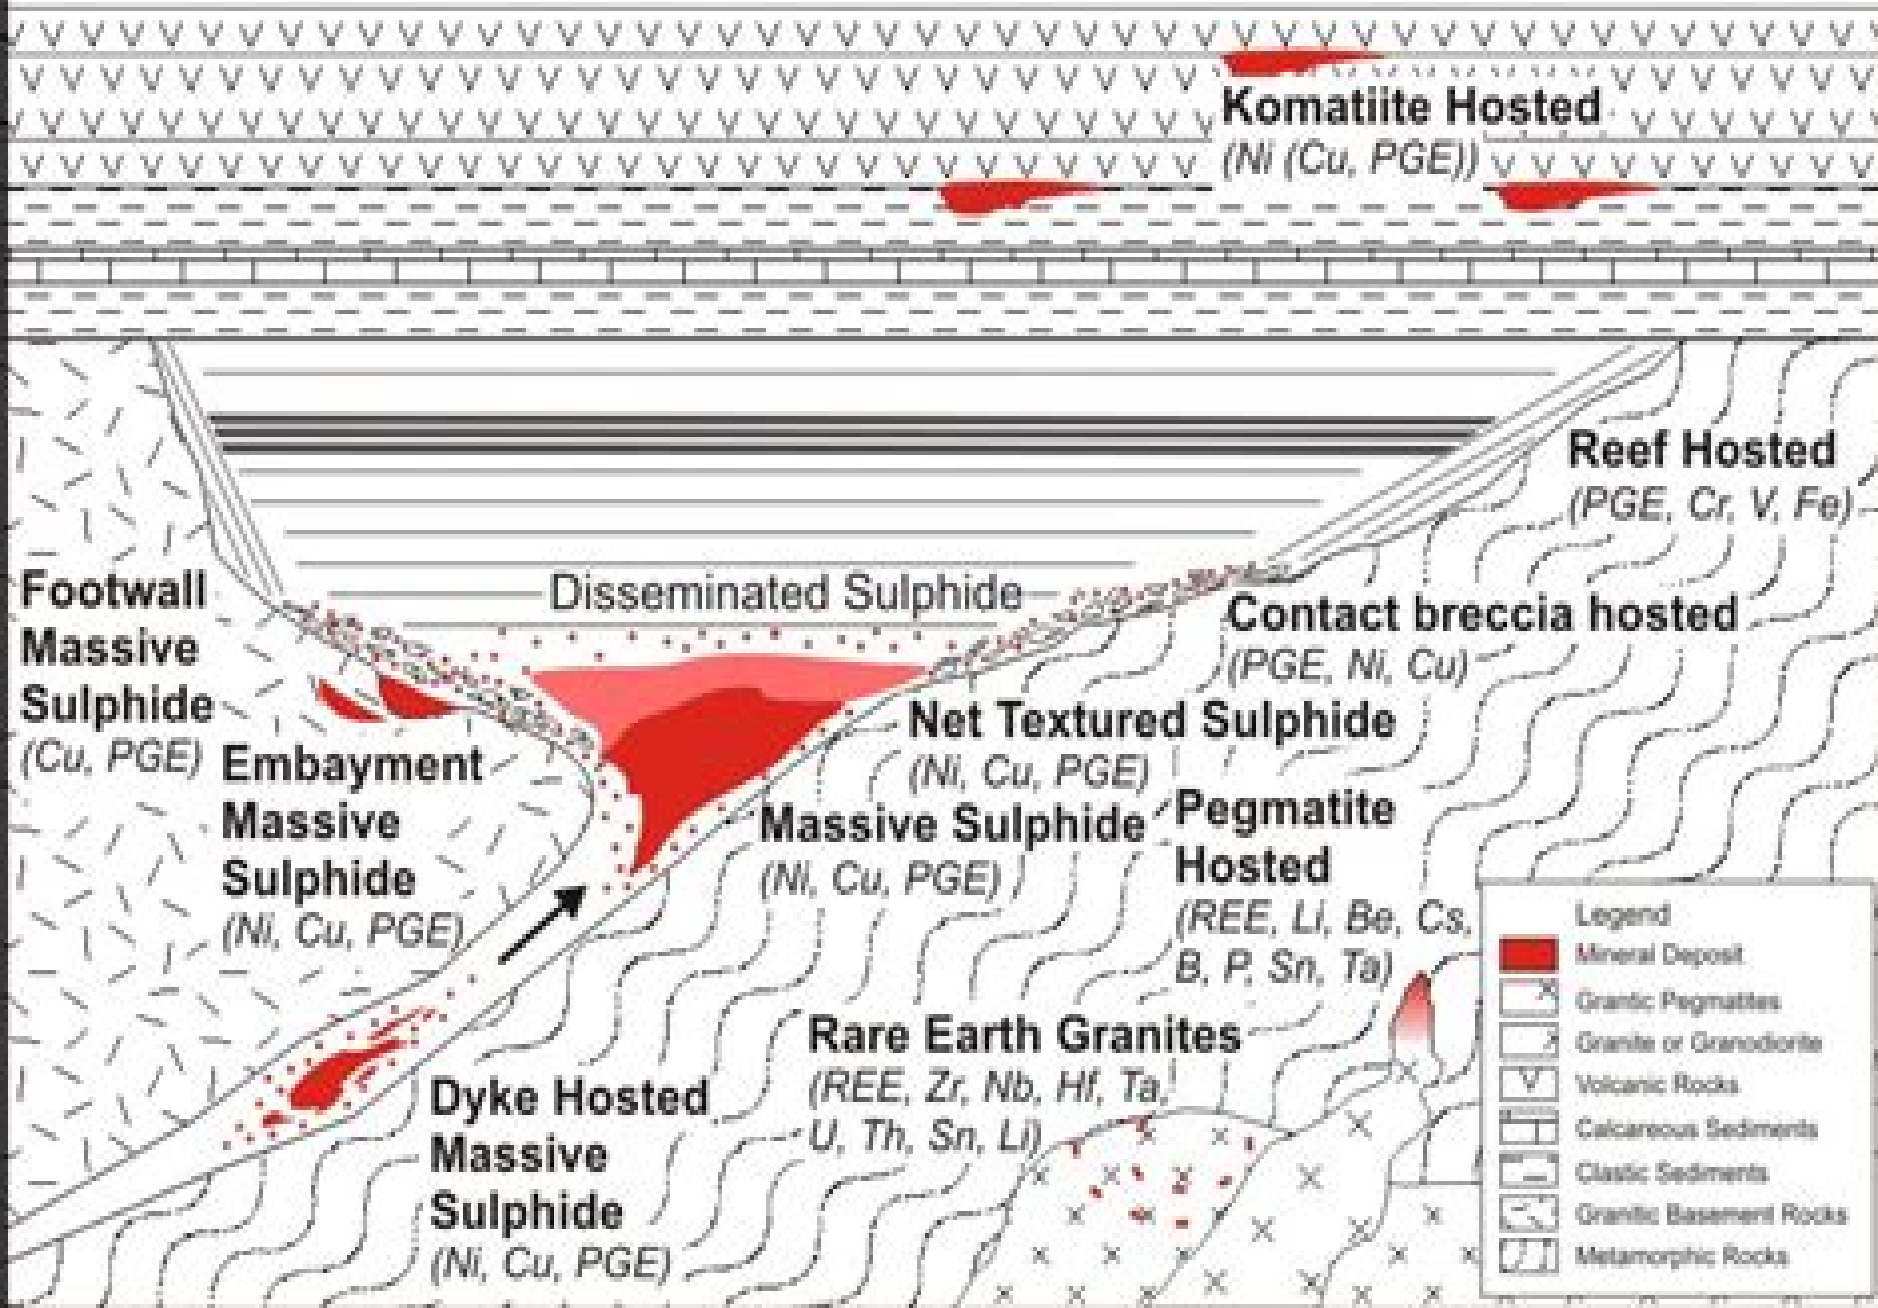 Komatiite Hosted
(Ni (Cu, PGE))
Reef Hosted
(PGE, Cr, V, Fe)
Disseminated Sulphide
Footwall
Massive
Sulphide
(Cu, PGE)
Contact breccia hosted
(PGE, Ni, Cu)
Net Textured Sulphide
(Ni, Cu, PGE)
Embayment
Massive
Sulphide
(Ni, Cu, PGE)
Massive Sulphide
(Ni, Cu, PGE)
Pegmatite
Hosted
(REE, Li, Be, Cs,
B, P, Sn, Ta)
Rare Earth Granites
(REE, Zr, Nb, Hf, Ta,
U, Th, Sn, Li)
Dyke Hosted
Massive
Sulphide
(Ni, Cu, PGE)
Legend
Mineral Deposit
Grantic Pegmatites
Granite or Granodiorite
Volcanic Rocks
Calcareous Sediments
Clastic Sediments
Granitic Basement Rocks
Metamorphic Rocks